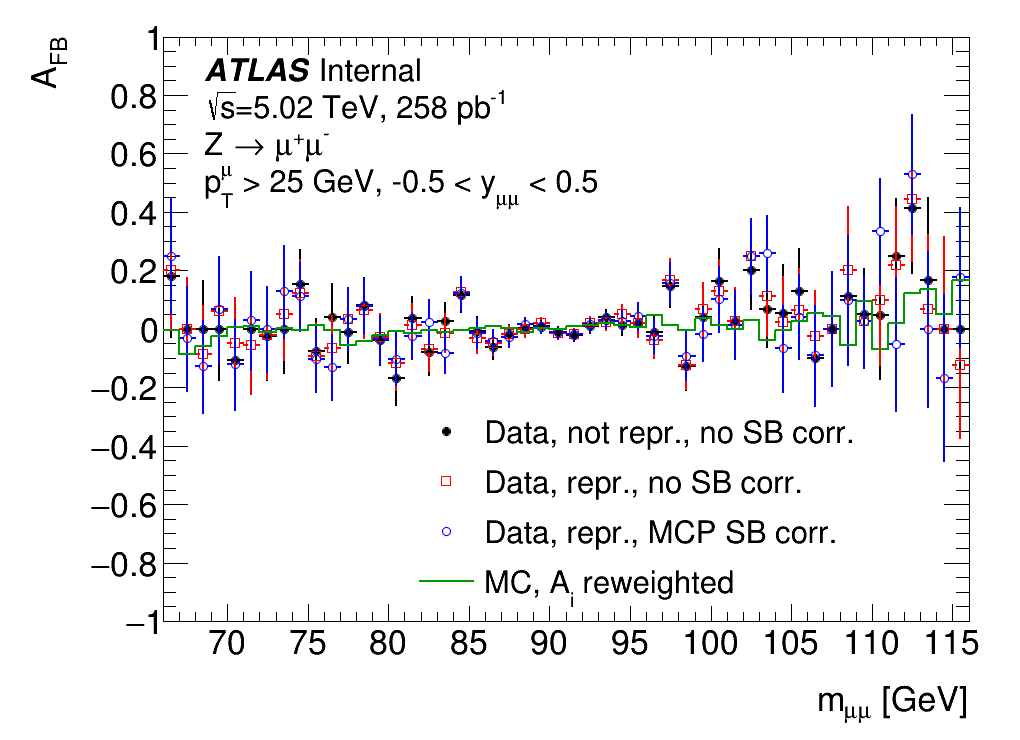 A_FB
ATLAS Internal
√s=5.02 TeV, 258 pb⁻¹
Z → μ⁺μ⁻
p_T^μ > 25 GeV, -0.5 < y_μμ < 0.5
1
0.8
0.6
0.4
0.2
0
−0.2
−0.4
−0.6
−0.8
−1
Data, not repr., no SB corr.
Data, repr., no SB corr.
Data, repr., MCP SB corr.
MC, A_i reweighted
70 75 80 85 90 95 100 105 110 115
m_μμ [GeV]